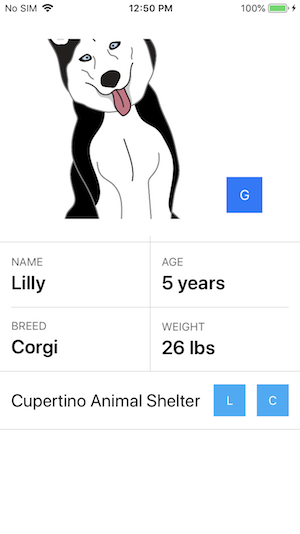 No SIM 12:50 PM 100%
G
NAME AGE
Lilly 5 years
BREED WEIGHT
Corgi 26 lbs
Cupertino Animal Shelter L C